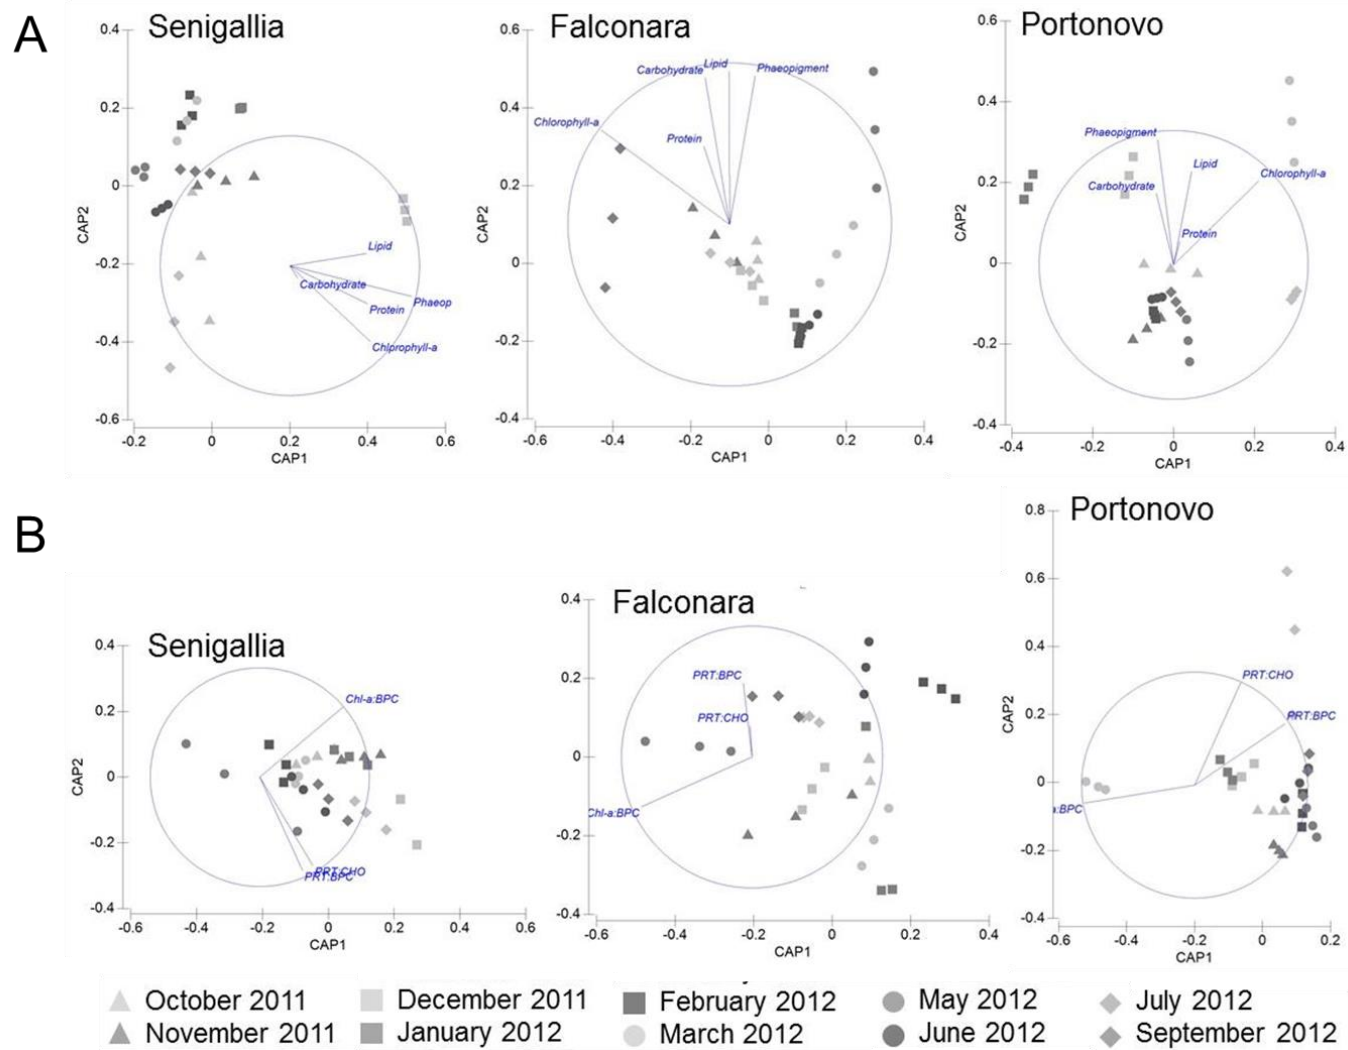 A
Senigallia
0.4
0.2
0
-0.2
-0.4
-0.6
CAP2
-0.2
0
0.2
0.4
0.6
CAP1
Lipid
Carbohydrate
Phaeop
Protein
Chlprophyll-a
Falconara
0.6
0.4
0.2
0
-0.2
-0.4
CAP2
-0.6
-0.4
-0.2
0
0.2
0.4
CAP1
Carbohydrate
Lipid
Phaeopigment
Chlorophyll-a
Protein
Portonovo
0.6
0.4
0.2
0
-0.2
-0.4
CAP2
-0.4
-0.2
0
0.2
0.4
CAP1
Phaeopigment
Lipid
Chlorophyll-a
Carbohydrate
Protein
B
Senigallia
0.4
0.2
0
-0.2
-0.4
CAP2
-0.6
-0.4
-0.2
0
0.2
0.4
0.6
CAP1
Chl-a:BPC
PRT:CHO
PRT:BPC
Falconara
0.4
0.2
0
-0.2
-0.4
CAP2
-0.6
-0.4
-0.2
0
0.2
0.4
CAP1
PRT:BPC
PRT:CHO
Chl-a:BPC
Portonovo
0.8
0.6
0.4
0.2
0
-0.2
-0.4
CAP2
-0.6
-0.4
-0.2
0
0.2
CAP1
PRT:CHO
PRT:BPC
a:BPC
October 2011
December 2011
February 2012
May 2012
July 2012
November 2011
January 2012
March 2012
June 2012
September 2012